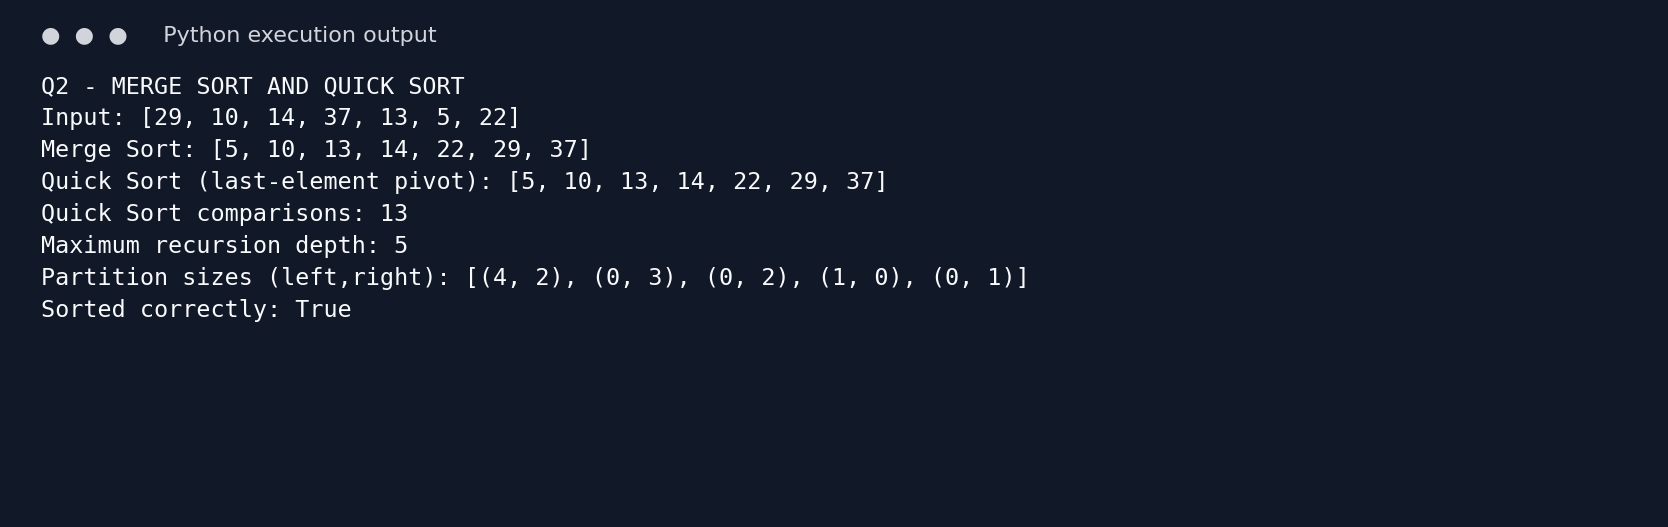 Python execution output
Q2 - MERGE SORT AND QUICK SORT
Input: [29, 10, 14, 37, 13, 5, 22]
Merge Sort: [5, 10, 13, 14, 22, 29, 37]
Quick Sort (last-element pivot): [5, 10, 13, 14, 22, 29, 37]
Quick Sort comparisons: 13
Maximum recursion depth: 5
Partition sizes (left,right): [(4, 2), (0, 3), (0, 2), (1, 0), (0, 1)]
Sorted correctly: True